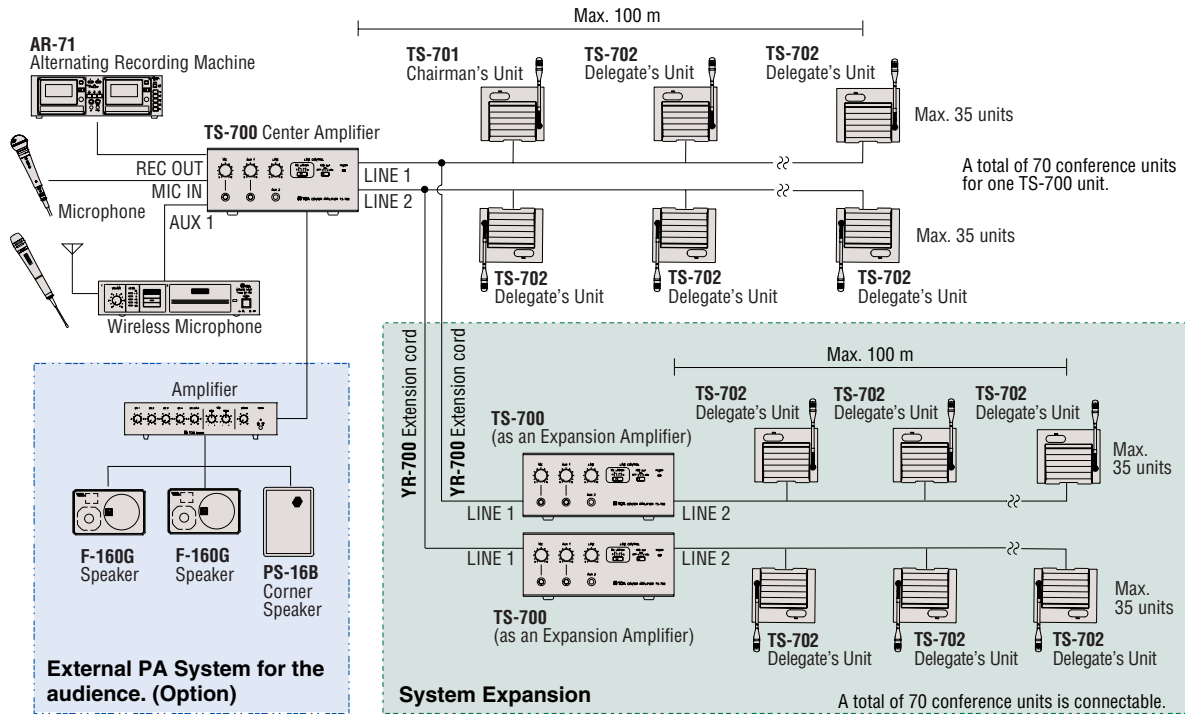 Max. 100 m
AR-71
Alternating Recording Machine
TS-701
Chairman's Unit
TS-702
Delegate's Unit
TS-702
Delegate's Unit
Max. 35 units
TS-700 Center Amplifier
REC OUT
MIC IN
AUX 1
LINE 1
LINE 2
Microphone
Wireless Microphone
A total of 70 conference units
for one TS-700 unit.
TS-702
Delegate's Unit
TS-702
Delegate's Unit
TS-702
Delegate's Unit
Max. 35 units
Amplifier
F-160G
Speaker
F-160G
Speaker
PS-16B
Corner
Speaker
External PA System for the
audience. (Option)
YR-700 Extension cord
YR-700 Extension cord
Max. 100 m
TS-700
(as an Expansion Amplifier)
TS-702
Delegate's Unit
TS-702
Delegate's Unit
TS-702
Delegate's Unit
Max.
35 units
LINE 1
LINE 2
LINE 1
LINE 2
TS-700
(as an Expansion Amplifier)
TS-702
Delegate's Unit
TS-702
Delegate's Unit
TS-702
Delegate's Unit
Max.
35 units
System Expansion
A total of 70 conference units is connectable.